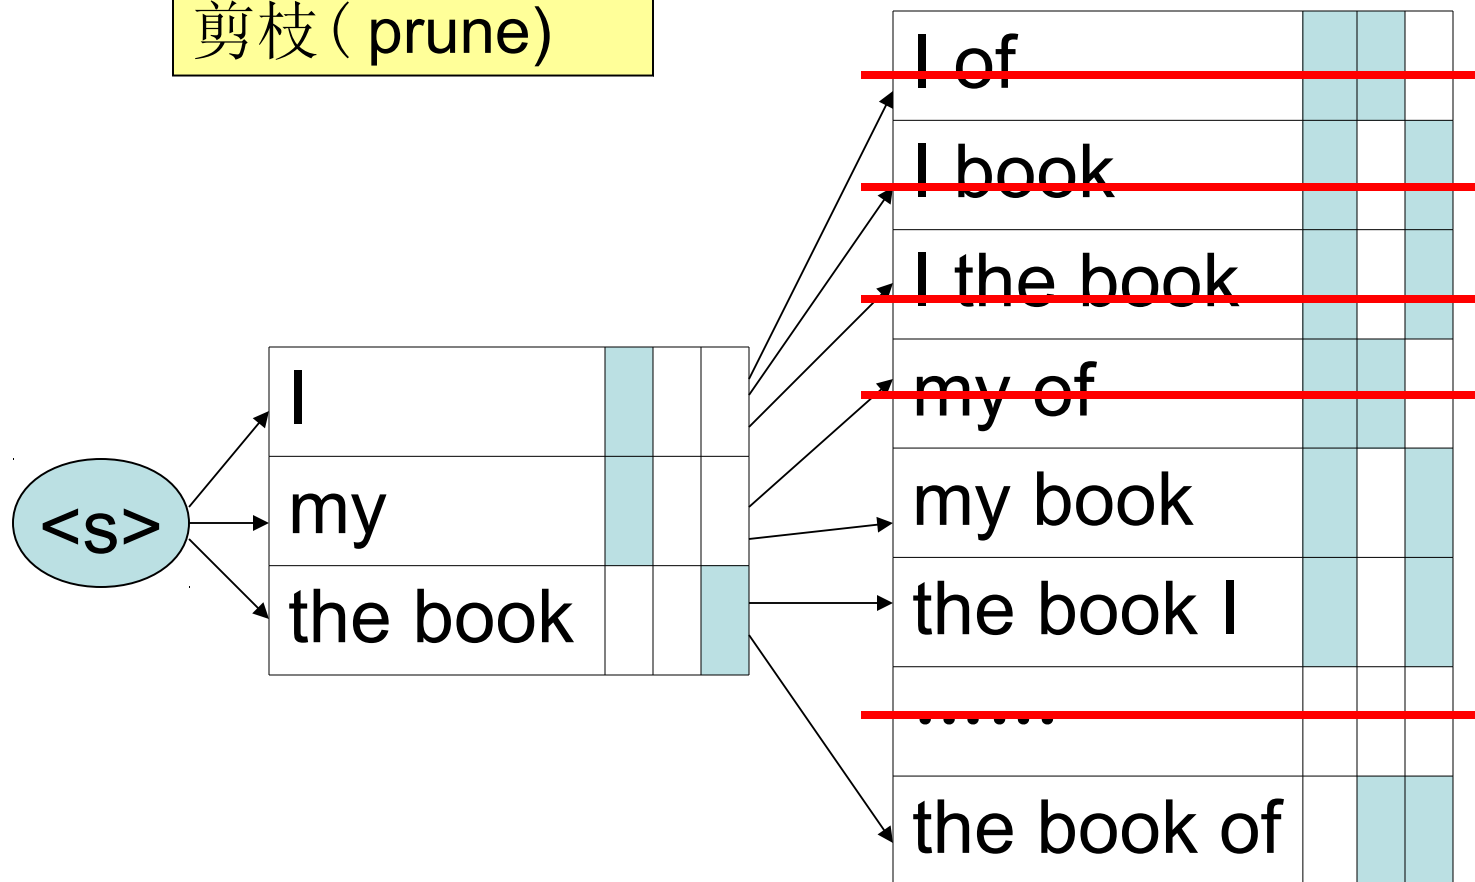 剪枝（prune)
<s>
I
my
the book
I of
I book
I the book
my of
my book
the book I
......
the book of